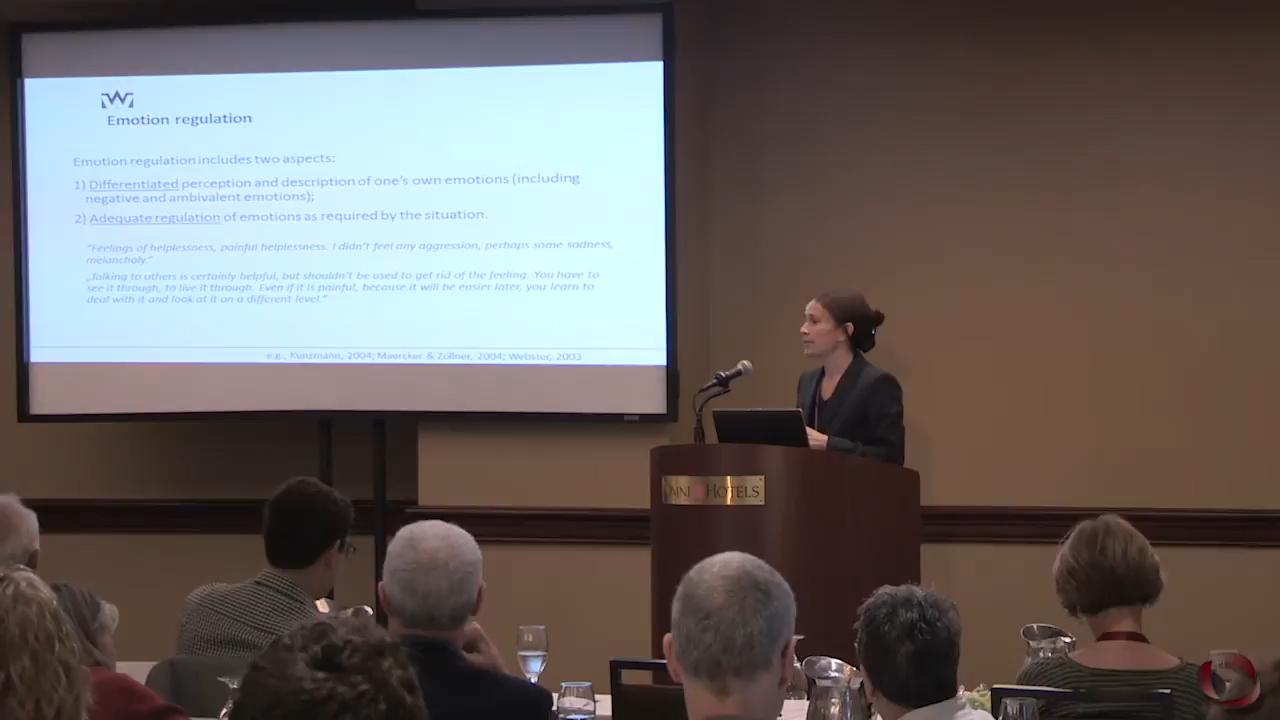 W
Emotion regulation
Emotion regulation includes two aspects:
1) Differentiated perception and description of one's own emotions (including
negative and ambivalent emotions);
2) Adequate regulation of emotions as required by the situation.
"Feelings of helplessness, painful helplessness. I didn't feel any aggression, perhaps some sadness,
melancholy."
„Talking to others is certainly helpful, but shouldn't be used to get rid of the feeling. You have to
see it through, to live it through. Even if it is painful, because it will be easier later, you learn to
deal with it and look at it on a different level."
e.g., Kunzmann, 2004; Maercker & Zöllner, 2004; Webster, 2003
OMNI HOTELS